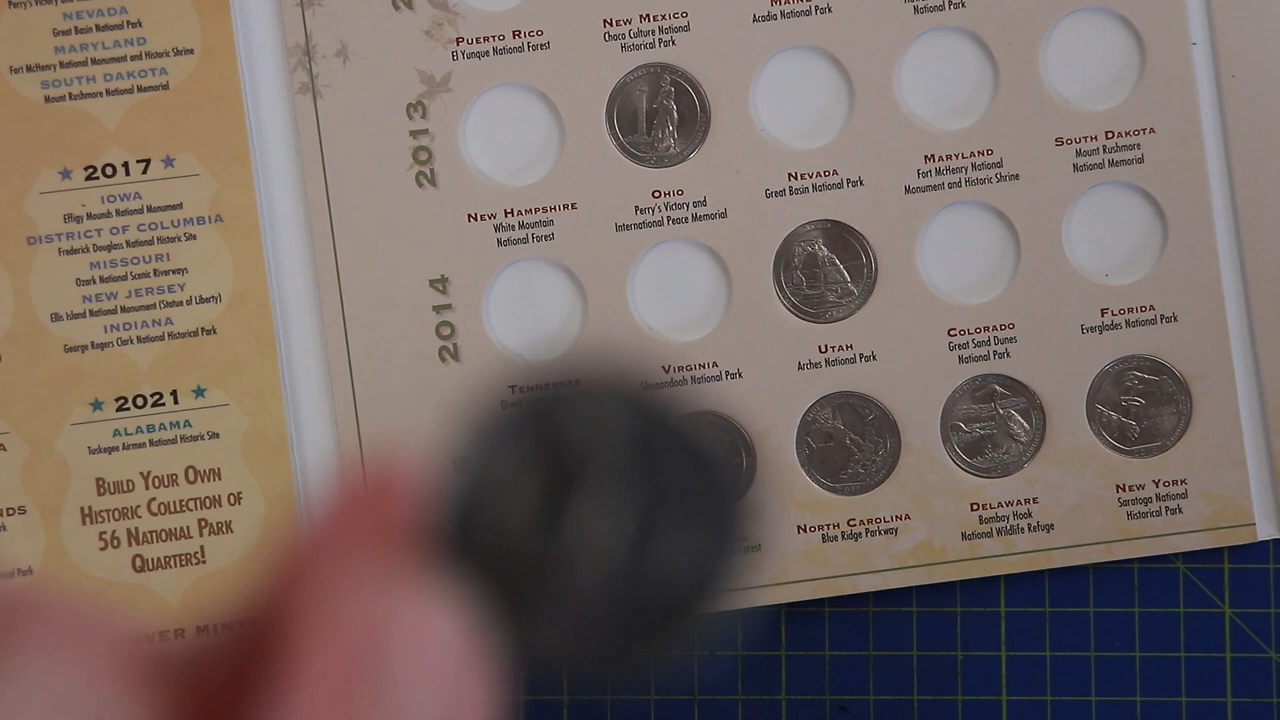 NEVADA
Great Basin National Park
MARYLAND
Fort McHenry National Monument and Historic Shrine
SOUTH DAKOTA
Mount Rushmore National Memorial
2017
IOWA
Effigy Mounds National Monument
DISTRICT OF COLUMBIA
Frederick Douglass National Historic Site
MISSOURI
Ozark National Scenic Riverways
NEW JERSEY
Ellis Island National Monument (Statue of Liberty)
INDIANA
George Rogers Clark National Historical Park
2021
ALABAMA
Tuskegee Airmen National Historic Site
BUILD YOUR OWN
HISTORIC COLLECTION OF
56 NATIONAL PARK
QUARTERS!
PUERTO RICO
El Yunque National Forest
NEW MEXICO
Chaco Culture National
Historical Park
Acadia National Park
National Park
2013
NEW HAMPSHIRE
White Mountain
National Forest
OHIO
Perry's Victory and
International Peace Memorial
NEVADA
Great Basin National Park
MARYLAND
Fort McHenry National
Monument and Historic Shrine
SOUTH DAKOTA
Mount Rushmore
National Memorial
2014
TENNESSEE
VIRGINIA
Shenandoah National Park
UTAH
Arches National Park
COLORADO
Great Sand Dunes
National Park
FLORIDA
Everglades National Park
NORTH CAROLINA
Blue Ridge Parkway
DELAWARE
Bombay Hook
National Wildlife Refuge
NEW YORK
Saratoga National
Historical Park